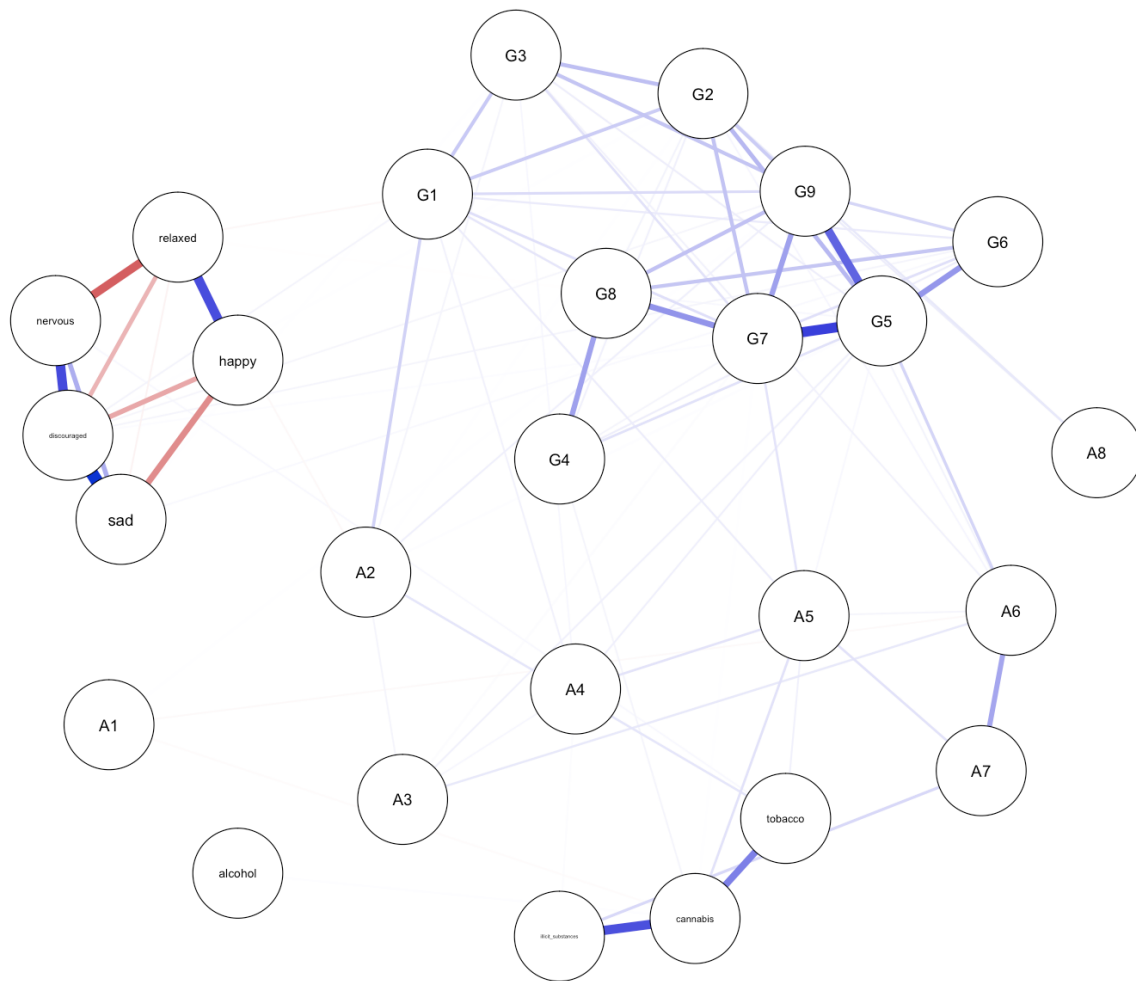 G3
G2
G1
G9
relaxed
G6
G8
nervous
G5
G7
happy
discouraged
A8
G4
sad
A2
A6
A5
A4
A1
A7
A3
tobacco
alcohol
cannabis
illicit_substances